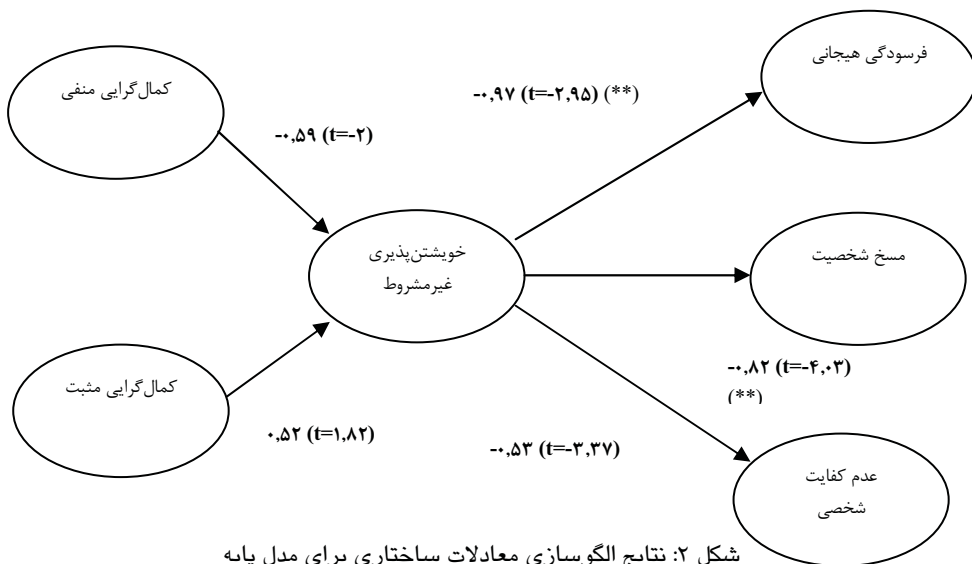 فرسودگی هیجانی
کمال‌گرایی منفی
-۰,۹۷ (t=-۲,۹۵) (**)
-۰,۵۹ (t=-۲)
خویشتن‌پذیری
غیرمشروط
مسخ شخصیت
کمال‌گرایی مثبت
-۰,۸۲ (t=-۴,۰۳)
(**)
۰,۵۲ (t=۱,۸۲)
-۰,۵۳ (t=-۳,۳۷)
عدم کفایت
شخصی
شکل ۲: نتایج الگوسازی معادلات ساختاری برای مدل پایه